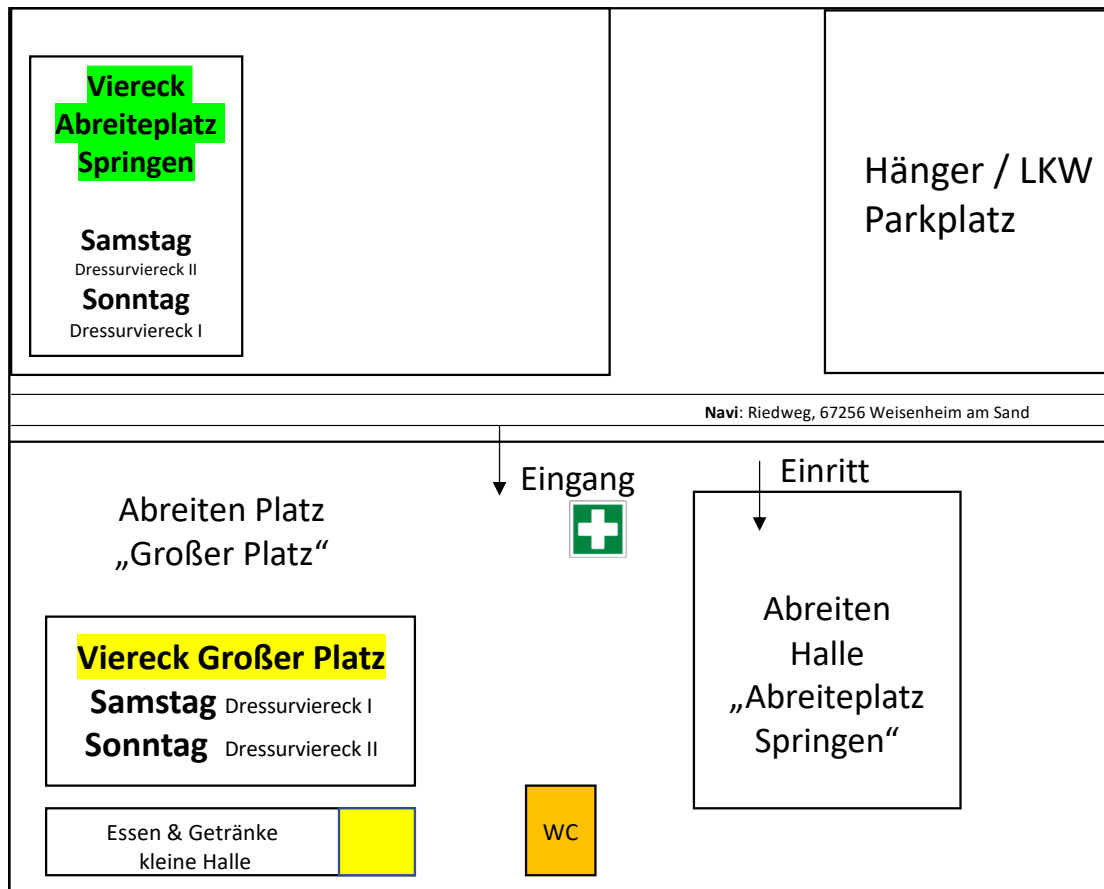 Viereck
Abreiteplatz
Springen
Samstag
Dressurviereck II
Sonntag
Dressurviereck I
Hänger / LKW
Parkplatz
Navi: Riedweg, 67256 Weisenheim am Sand
Eingang
Einritt
Abreiten Platz
„Großer Platz“
Viereck Großer Platz
Samstag Dressurviereck I
Sonntag Dressurviereck II
Abreiten
Halle
„Abreiteplatz
Springen“
Essen & Getränke
kleine Halle
WC